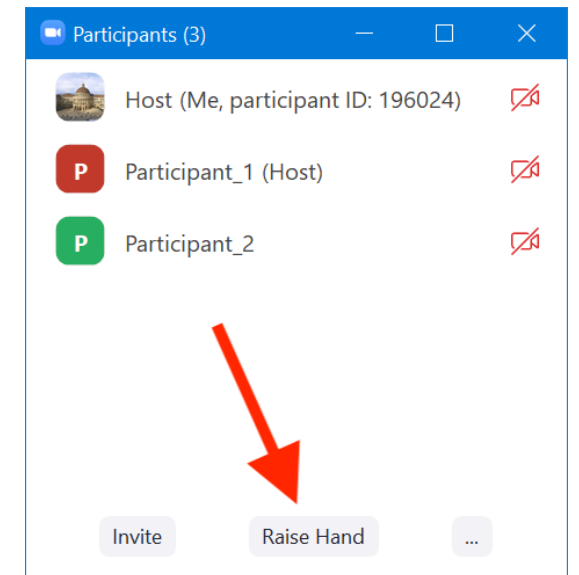 Participants (3)
Host (Me, participant ID: 196024)
P Participant_1 (Host)
P Participant_2
Invite Raise Hand ...